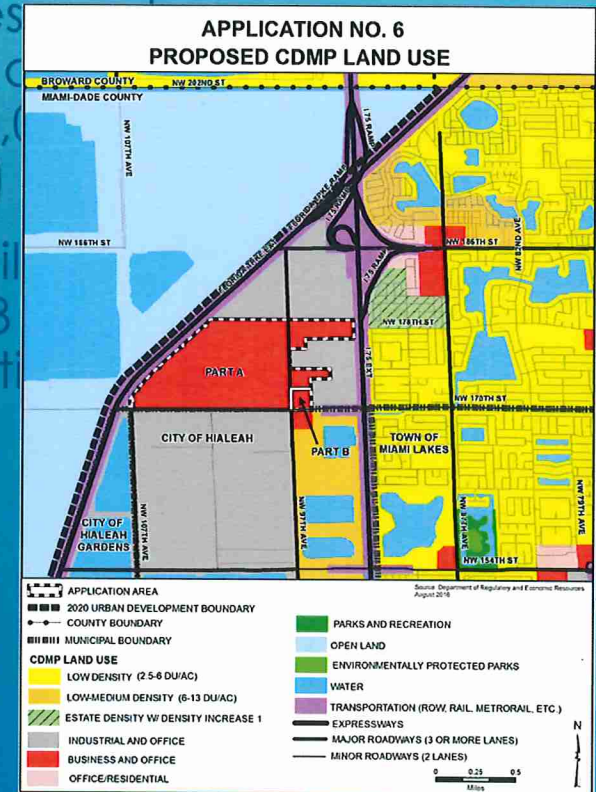 APPLICATION NO. 6
PROPOSED CDMP LAND USE
BROWARD COUNTY
NW 202ND ST
MIAMI-DADE COUNTY
NW 107TH AVE
I-75 RAMP
I-75 RAMP
NW 186TH ST
NW 186TH ST
NW 82ND AVE
I-75 RAMP
NW 178TH ST
PART A
I-75 EXT
NW 170TH ST
CITY OF HIALEAH
PART B
TOWN OF
MIAMI LAKES
CITY OF
HIALEAH
GARDENS
NW 107TH AVE
NW 97TH AVE
NW 87TH AVE
NW 79TH AVE
NW 154TH ST
APPLICATION AREA
2020 URBAN DEVELOPMENT BOUNDARY
COUNTY BOUNDARY
MUNICIPAL BOUNDARY
CDMP LAND USE
LOW DENSITY (2.5-6 DU/AC)
LOW-MEDIUM DENSITY (6-13 DU/AC)
ESTATE DENSITY W/ DENSITY INCREASE 1
INDUSTRIAL AND OFFICE
BUSINESS AND OFFICE
OFFICE/RESIDENTIAL
Source: Department of Regulatory and Economic Resources
August 2016
PARKS AND RECREATION
OPEN LAND
ENVIRONMENTALLY PROTECTED PARKS
WATER
TRANSPORTATION (ROW, RAIL, METRORAIL, ETC.)
EXPRESSWAYS
MAJOR ROADWAYS (3 OR MORE LANES)
MINOR ROADWAYS (2 LANES)
N
0 0.25 0.5
Miles